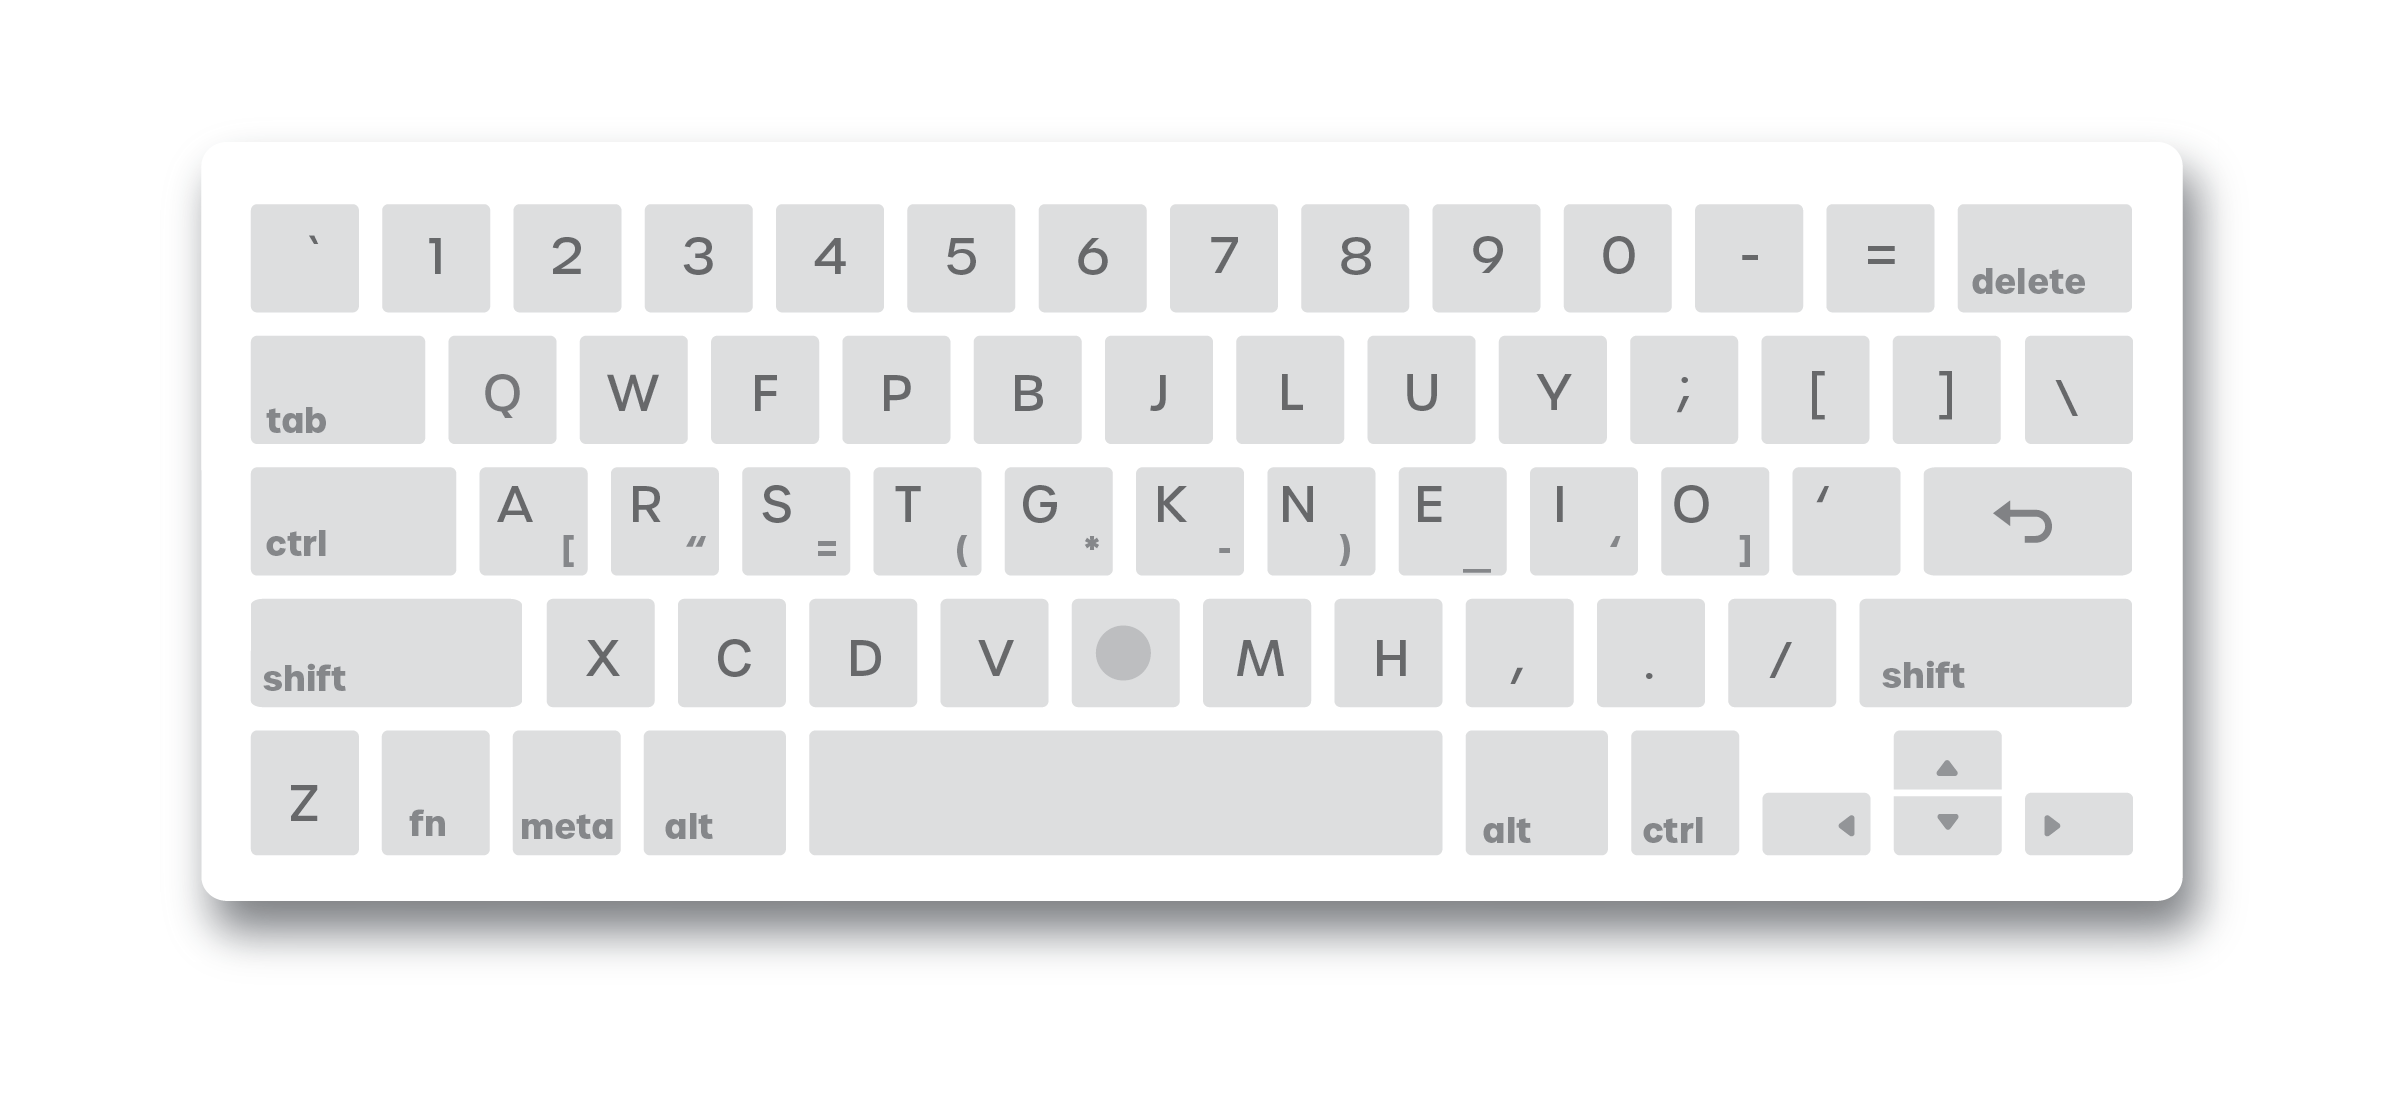 ` 1 2 3 4 5 6 7 8 9 0 - = delete
tab Q W F P B J L U Y ; [ ] \
ctrl A [ R “ S = T ( G * K - N ) E _ I ‘ O ] ‘
shift X C D V M H , . / shift
Z fn meta alt alt ctrl